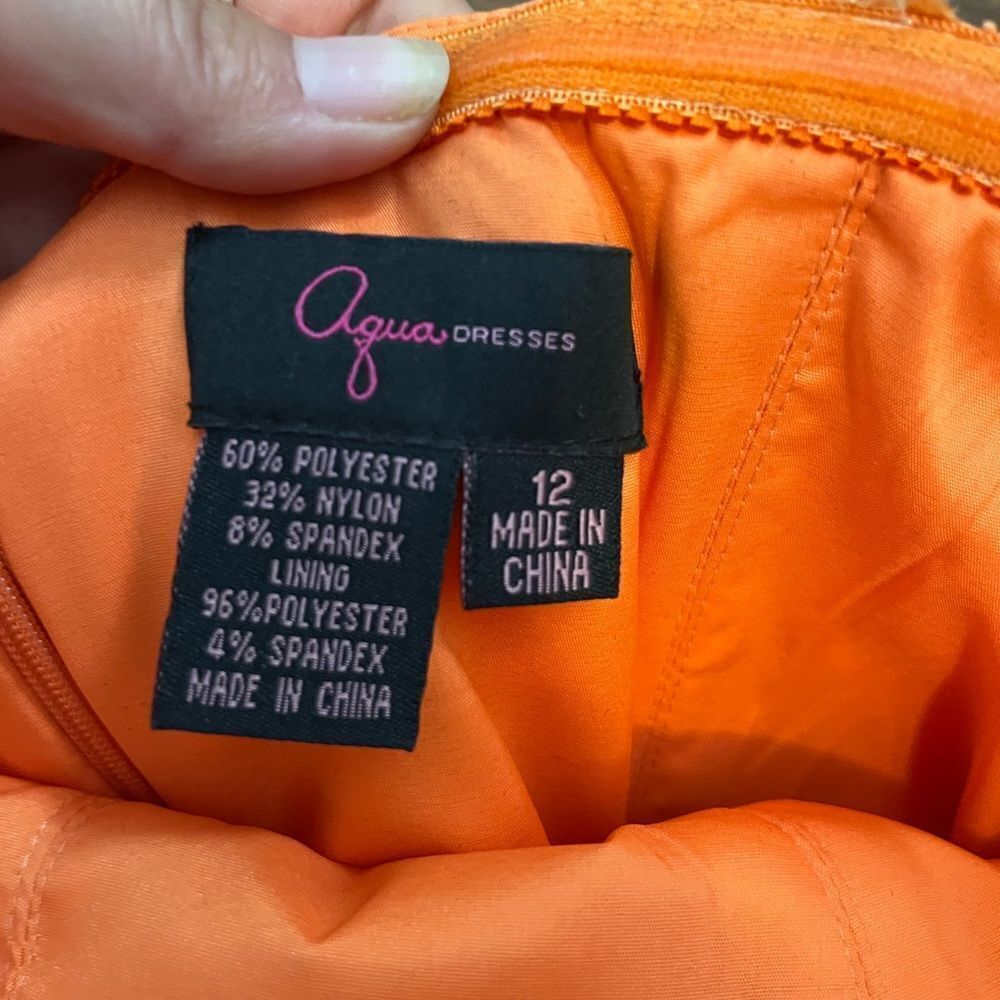 Aqua DRESSES
60% POLYESTER
32% NYLON
8% SPANDEX
LINING
96%POLYESTER
4% SPANDEX
MADE IN CHINA
12
MADE IN
CHINA